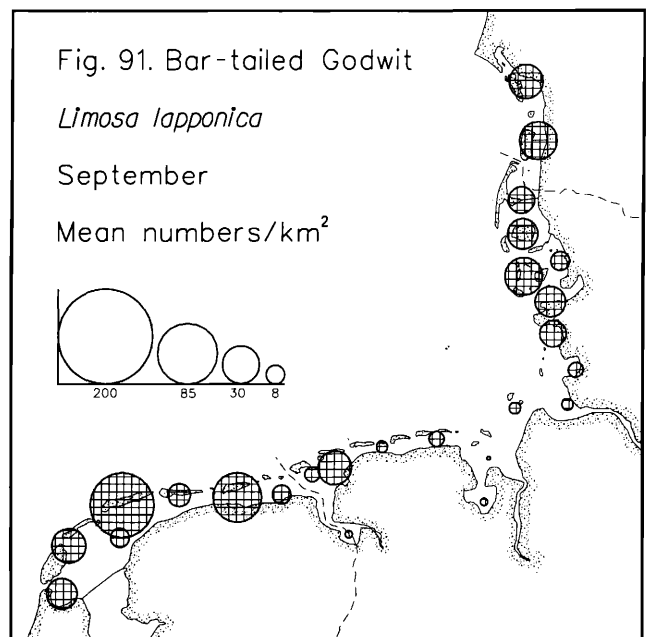 Fig. 91. Bar-tailed Godwit
Limosa lapponica
September
Mean numbers/km²
200 85 30 8